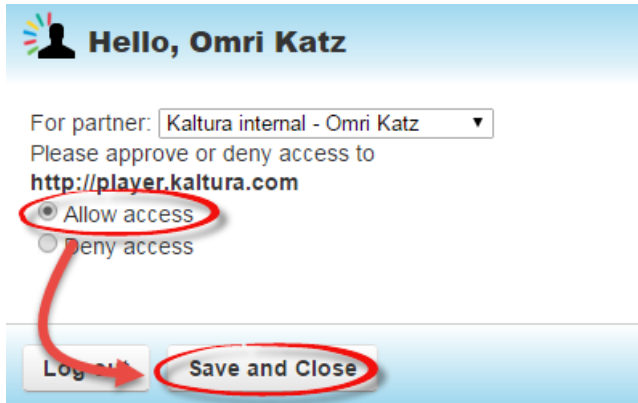 Hello, Omri Katz
For partner: Kaltura internal - Omri Katz
Please approve or deny access to
http://player.kaltura.com
Allow access
Deny access
Log out Save and Close